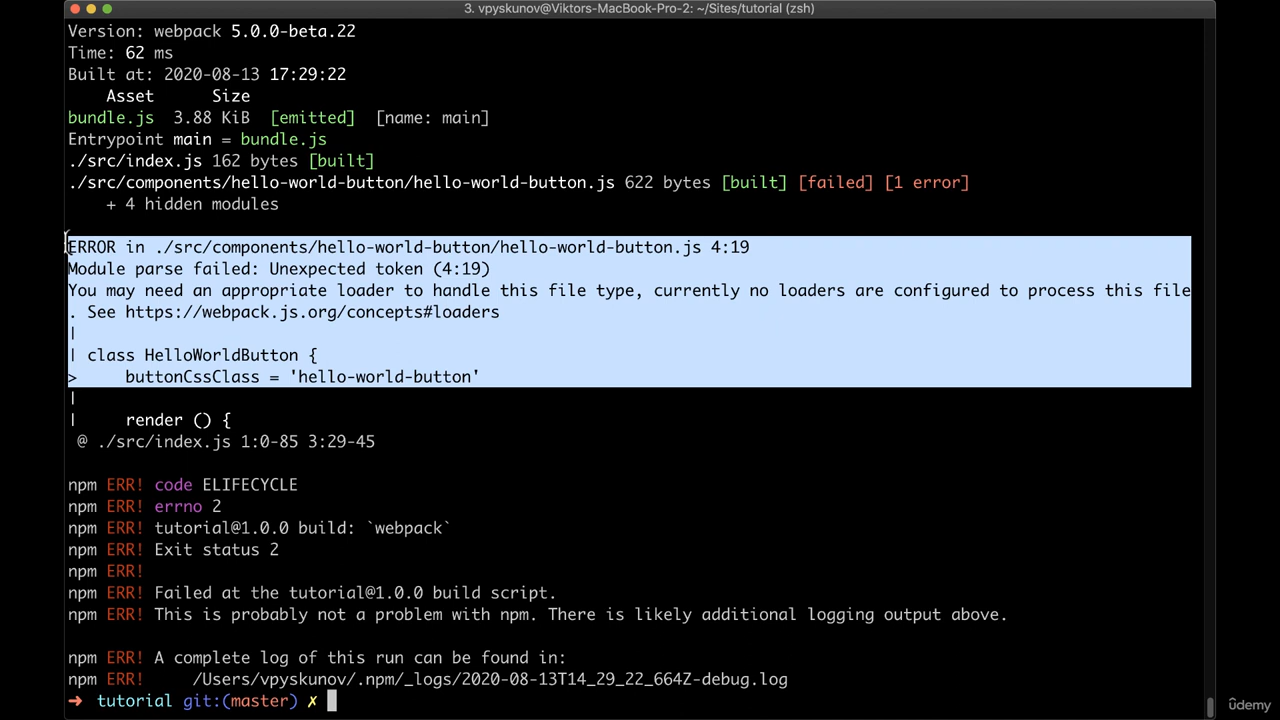 3. vpyskunov@Viktors-MacBook-Pro-2: ~/Sites/tutorial (zsh)
Version: webpack 5.0.0-beta.22
Time: 62 ms
Built at: 2020-08-13 17:29:22
    Asset      Size
bundle.js  3.88 KiB  [emitted]  [name: main]
Entrypoint main = bundle.js
./src/index.js 162 bytes [built]
./src/components/hello-world-button/hello-world-button.js 622 bytes [built] [failed] [1 error]
    + 4 hidden modules
ERROR in ./src/components/hello-world-button/hello-world-button.js 4:19
Module parse failed: Unexpected token (4:19)
You may need an appropriate loader to handle this file type, currently no loaders are configured to process this file
. See https://webpack.js.org/concepts#loaders
|
| class HelloWorldButton {
>     buttonCssClass = 'hello-world-button'
|
|     render () {
 @ ./src/index.js 1:0-85 3:29-45
npm ERR! code ELIFECYCLE
npm ERR! errno 2
npm ERR! tutorial@1.0.0 build: `webpack`
npm ERR! Exit status 2
npm ERR!
npm ERR! Failed at the tutorial@1.0.0 build script.
npm ERR! This is probably not a problem with npm. There is likely additional logging output above.
npm ERR! A complete log of this run can be found in:
npm ERR!     /Users/vpyskunov/.npm/_logs/2020-08-13T14_29_22_664Z-debug.log
➜  tutorial git:(master) ✗
ûdemy